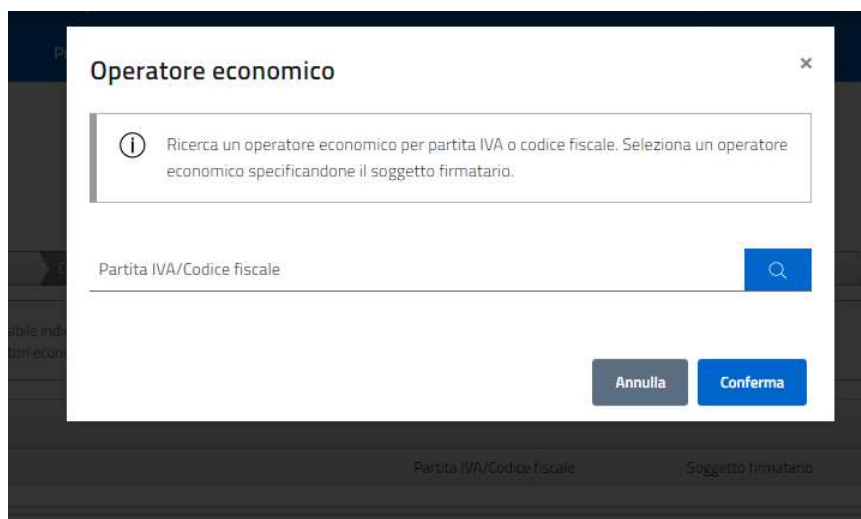 Operatore economico
×
Ricerca un operatore economico per partita IVA o codice fiscale. Seleziona un operatore
economico specificandone il soggetto firmatario.
Partita IVA/Codice fiscale
Annulla
Conferma
Partita IVA/Codice fiscale
Soggetto firmatario